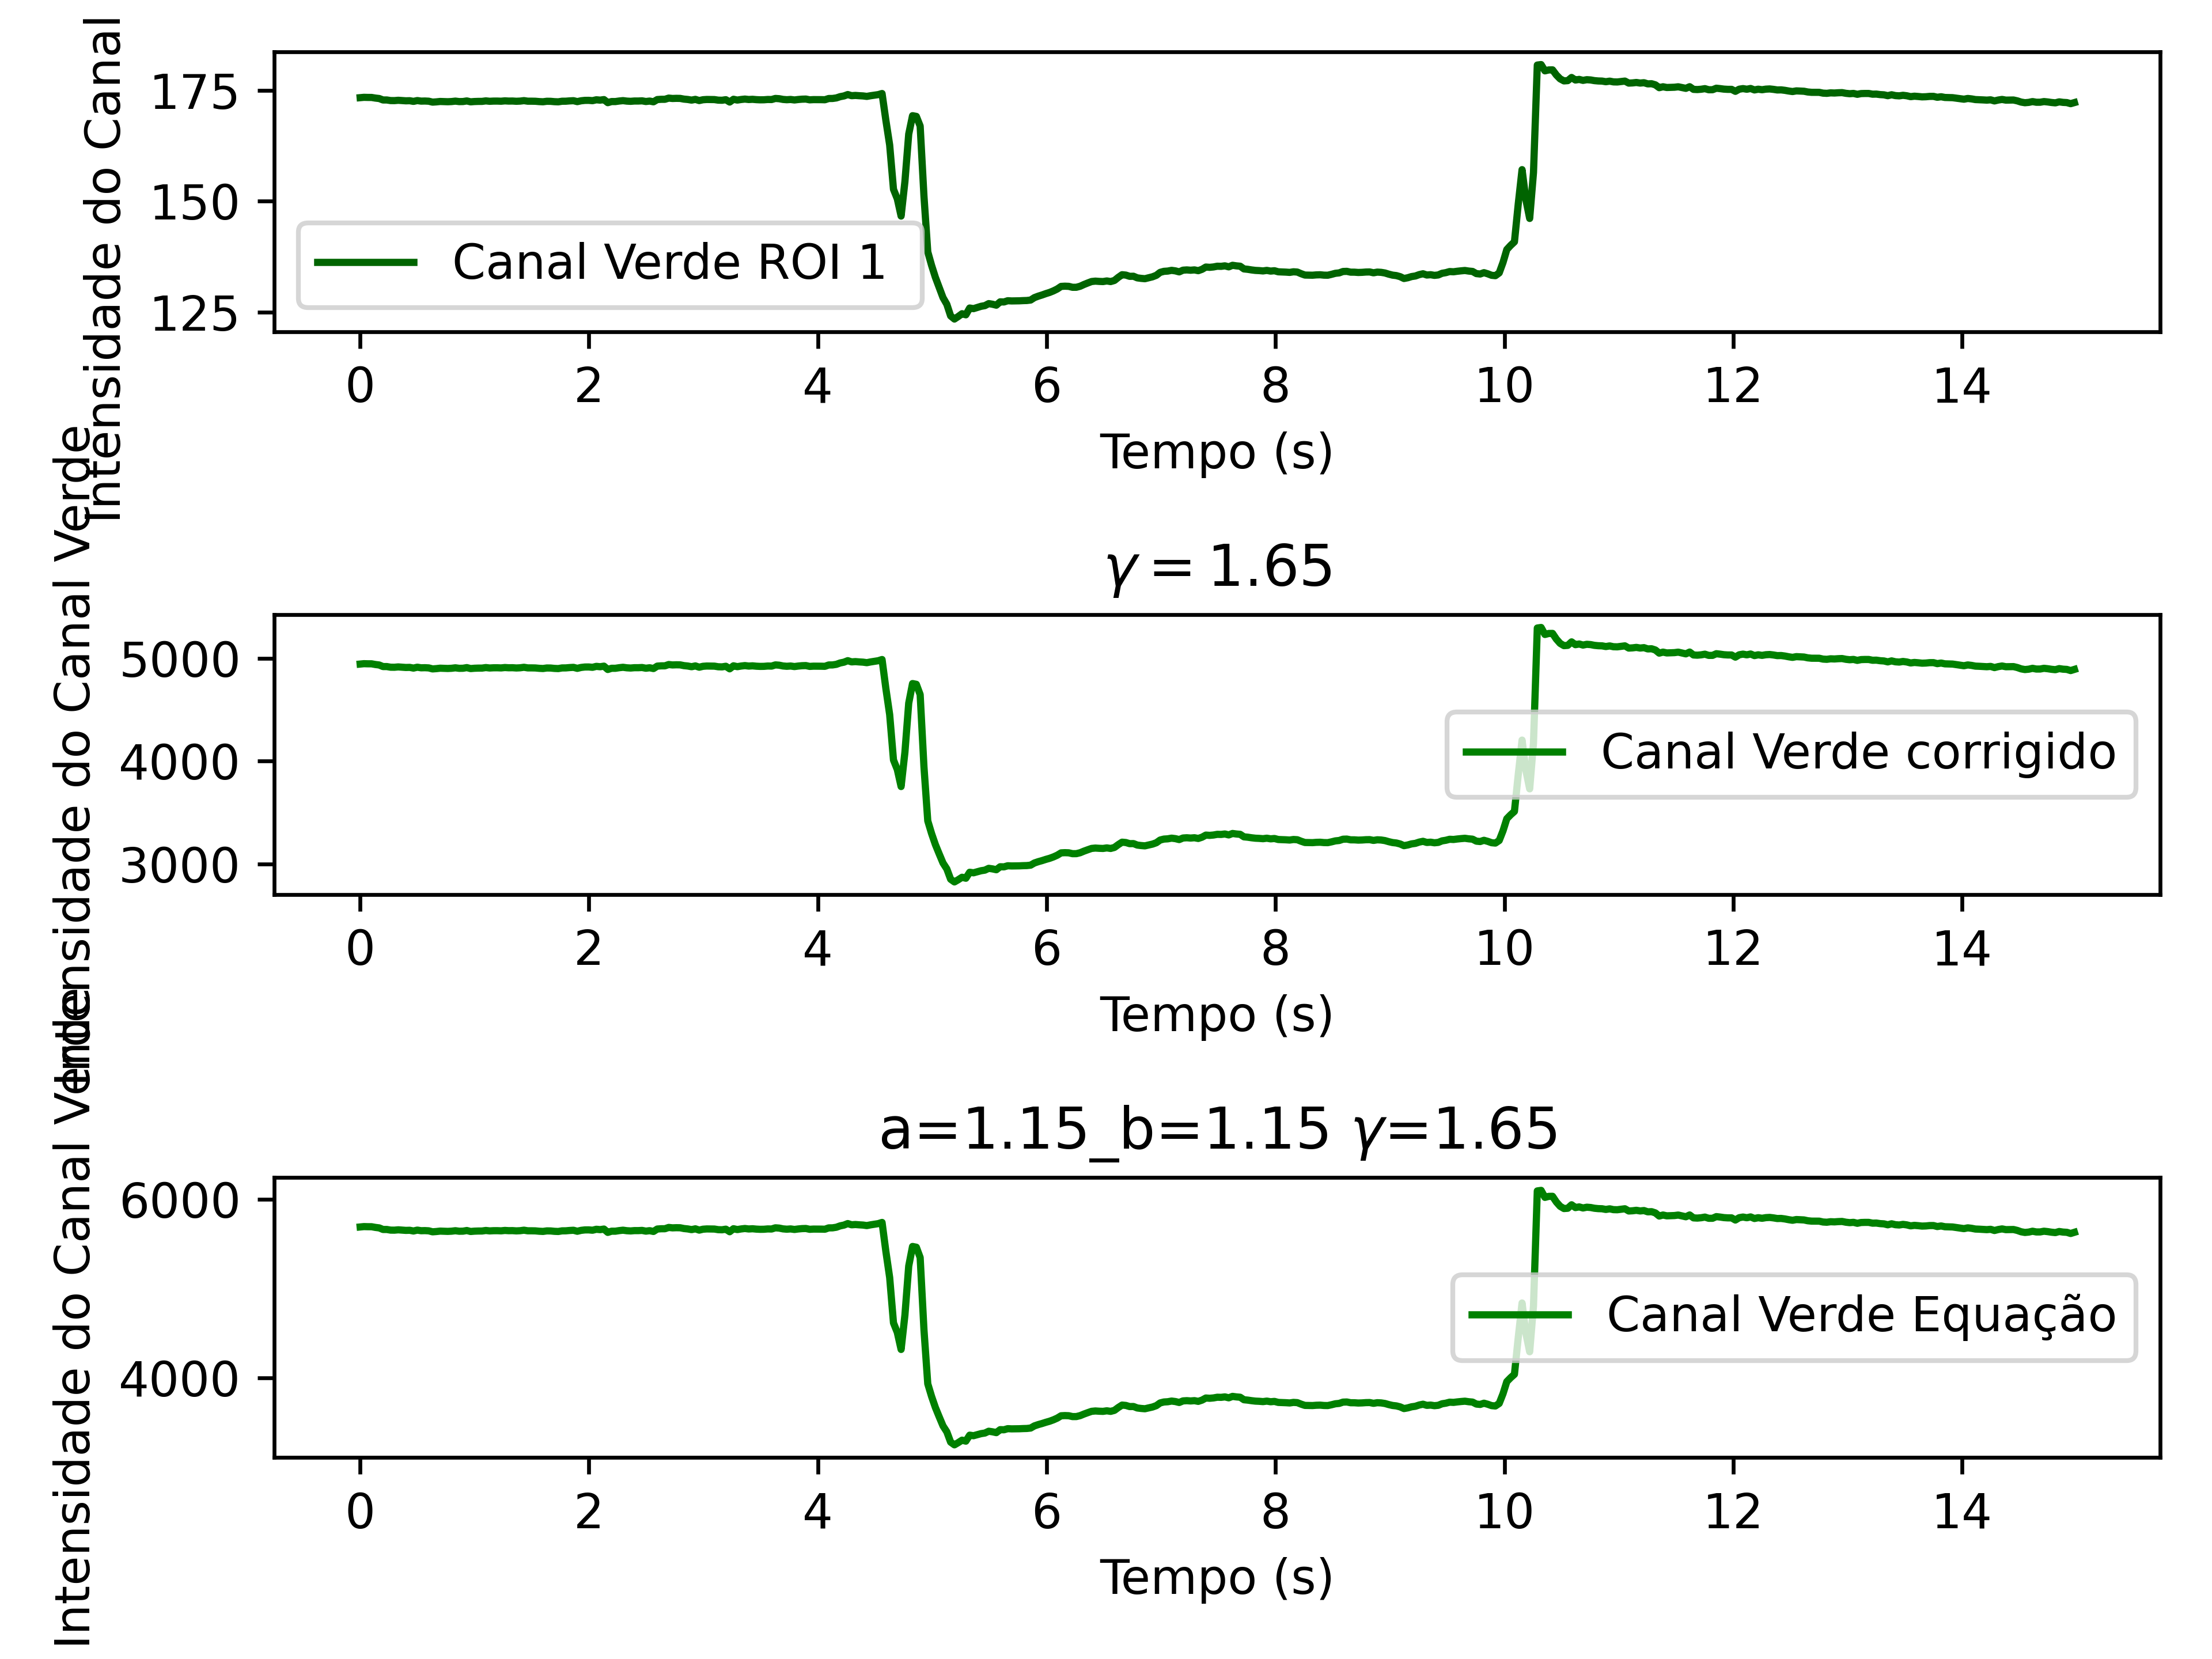 Intensidade do Canal
175
150
125
Canal Verde ROI 1
0 2 4 6 8 10 12 14
Tempo (s)
γ = 1.65
Intensidade do Canal Verde
5000
4000
3000
Canal Verde corrigido
0 2 4 6 8 10 12 14
Tempo (s)
a=1.15_b=1.15 γ=1.65
Intensidade do Canal Verde
6000
4000
Canal Verde Equação
0 2 4 6 8 10 12 14
Tempo (s)